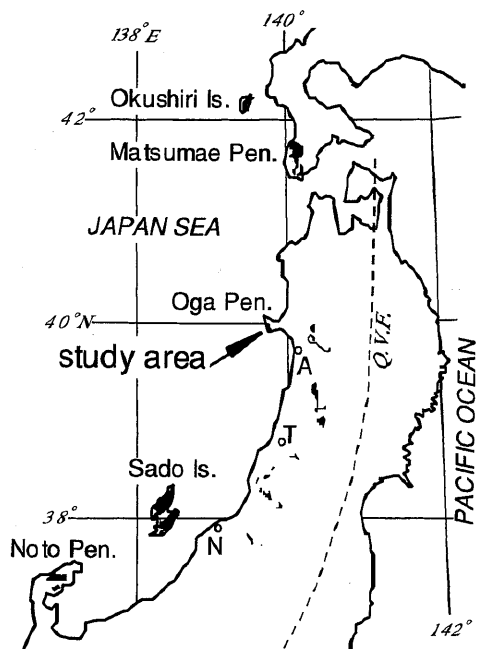 138°E
140°
Okushiri Is.
42°
Matsumae Pen.
JAPAN SEA
Oga Pen.
40°N
study area
A
Q.V.F.
T
PACIFIC OCEAN
Sado Is.
38°
N
Noto Pen.
142°